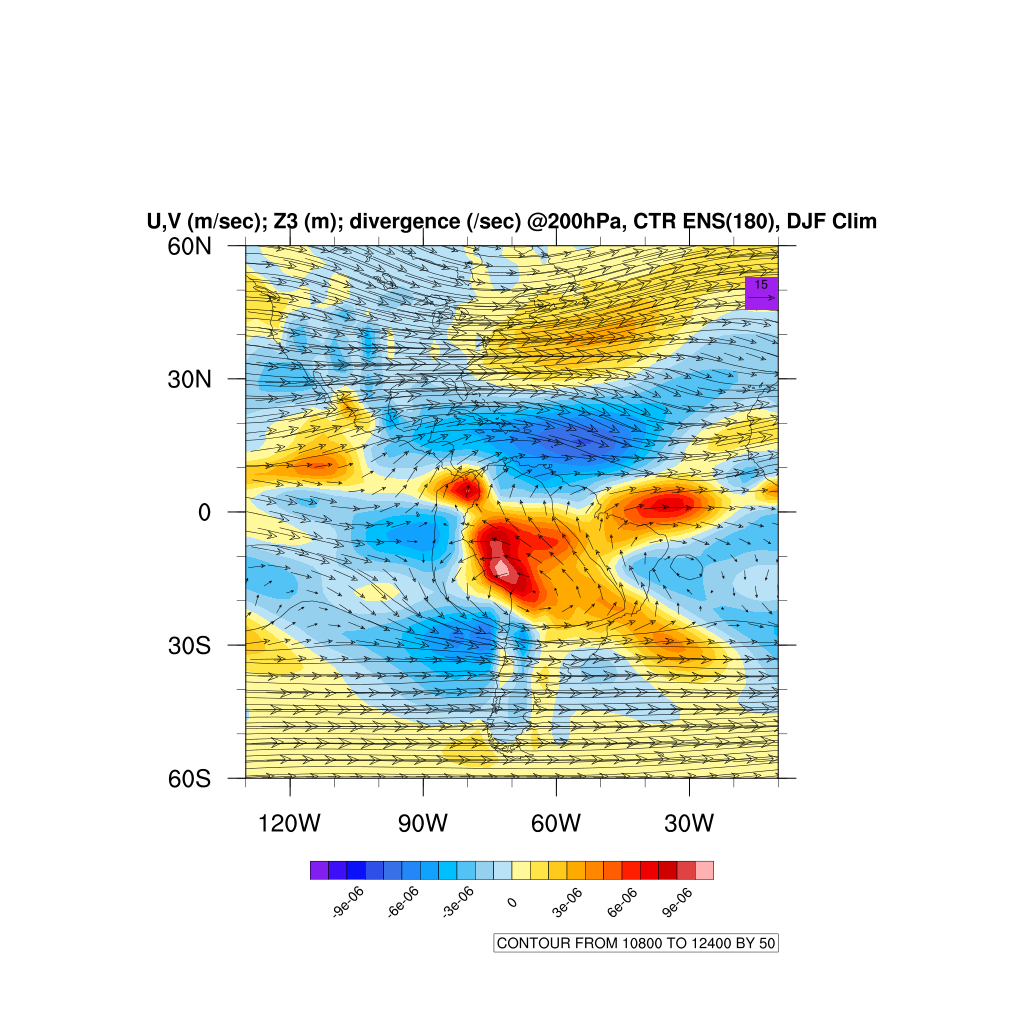 U,V (m/sec); Z3 (m); divergence (/sec) @200hPa, CTR ENS(180), DJF Clim
60N
15
30N
0
30S
60S
120W 90W 60W 30W
-9e-06 -6e-06 -3e-06 0 3e-06 6e-06 9e-06
CONTOUR FROM 10800 TO 12400 BY 50